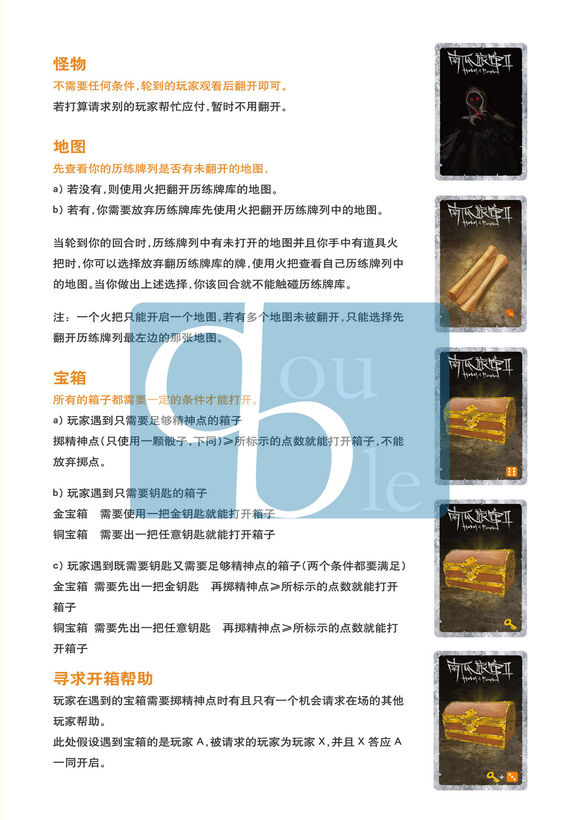 怪物
不需要任何条件,轮到的玩家观看后翻开即可。
若打算请求别的玩家帮忙应付,暂时不用翻开。
地图
先查看你的历练牌列是否有未翻开的地图,
a）若没有,则使用火把翻开历练牌库的地图。
b）若有,你需要放弃历练牌库先使用火把翻开历练牌列中的地图。
当轮到你的回合时,历练牌列中有未打开的地图并且你手中有道具火
把时,你可以选择放弃翻历练牌库的牌,使用火把查看自己历练牌列中
的地图。当你做出上述选择,你该回合就不能触碰历练牌库。
注：一个火把只能开启一个地图,若有多个地图未被翻开,只能选择先
翻开历练牌列最左边的那张地图。
宝箱
所有的箱子都需要一定的条件才能打开。
a）玩家遇到只需要足够精神点的箱子
掷精神点(只使用一颗骰子,下同)≥所标示的点数就能打开箱子,不能
放弃掷点。
b）玩家遇到只需要钥匙的箱子
金宝箱　需要使用一把金钥匙就能打开箱子
铜宝箱　需要出一把任意钥匙就能打开箱子
c）玩家遇到既需要钥匙又需要足够精神点的箱子(两个条件都要满足)
金宝箱 需要先出一把金钥匙　再掷精神点≥所标示的点数就能打开
箱子
铜宝箱 需要先出一把任意钥匙　再掷精神点≥所标示的点数就能打
开箱子
寻求开箱帮助
玩家在遇到的宝箱需要掷精神点时有且只有一个机会请求在场的其他
玩家帮助。
此处假设遇到宝箱的是玩家 A,被请求的玩家为玩家 X,并且 X 答应 A
一同开启。
double